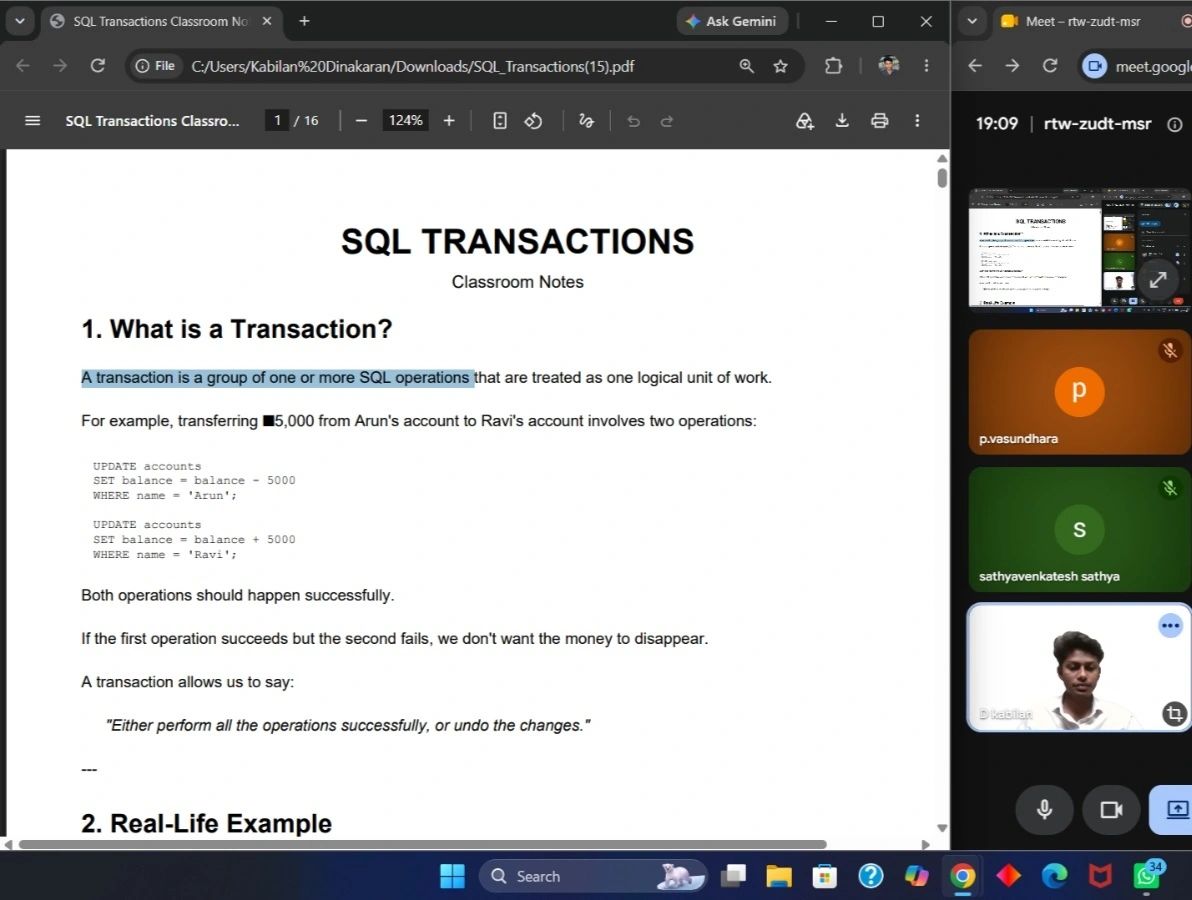 SQL Transactions Classroom No
Ask Gemini
Meet – rtw-zudt-msr
File
C:/Users/Kabilan%20Dinakaran/Downloads/SQL_Transactions(15).pdf
meet.googl
SQL Transactions Classro...
1 / 16
124%
19:09 | rtw-zudt-msr
SQL TRANSACTIONS
Classroom Notes
1. What is a Transaction?
A transaction is a group of one or more SQL operations that are treated as one logical unit of work.
For example, transferring ■5,000 from Arun's account to Ravi's account involves two operations:
UPDATE accounts
SET balance = balance - 5000
WHERE name = 'Arun';
UPDATE accounts
SET balance = balance + 5000
WHERE name = 'Ravi';
Both operations should happen successfully.
If the first operation succeeds but the second fails, we don't want the money to disappear.
A transaction allows us to say:
"Either perform all the operations successfully, or undo the changes."
---
2. Real-Life Example
SQL TRANSACTIONS
p
p.vasundhara
s
sathyavenkatesh sathya
D kabilan
Search
34